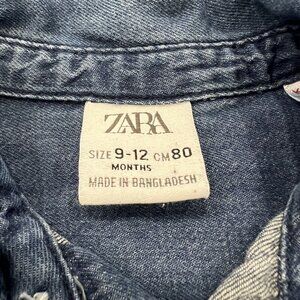 ZARA
SIZE 9-12 CM 80
MONTHS
MADE IN BANGLADESH